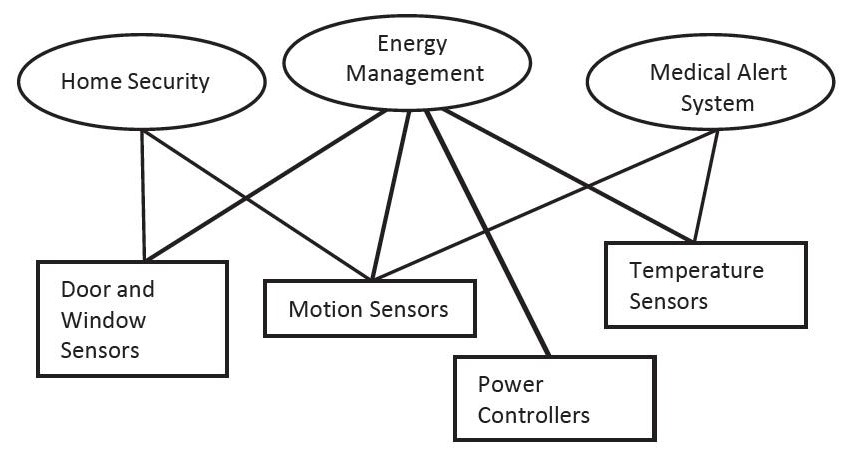 Home Security
Energy
Management
Medical Alert
System
Door and
Window
Sensors
Motion Sensors
Temperature
Sensors
Power
Controllers